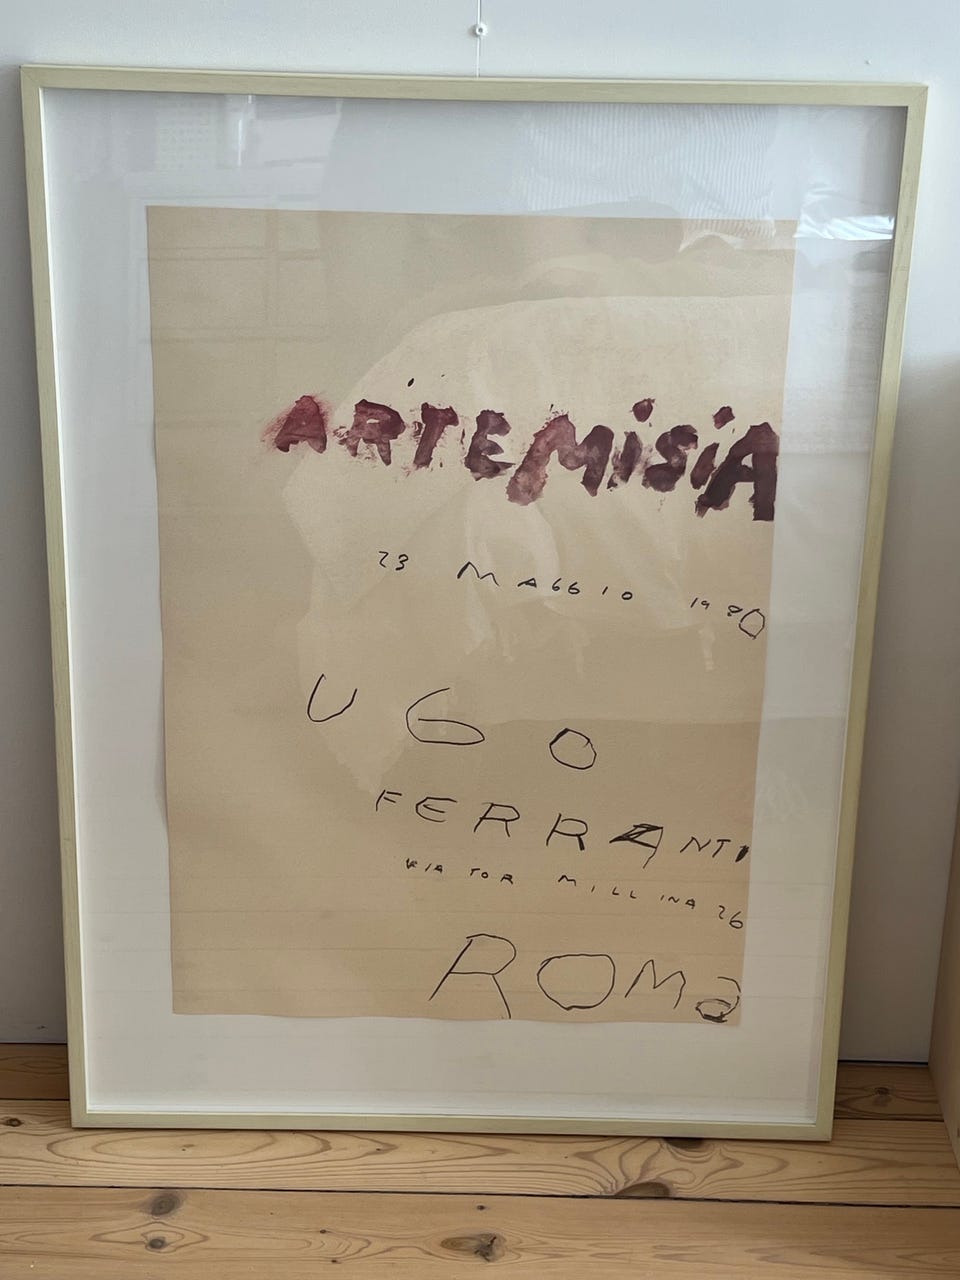 ARTEMiSiA
23 MAGGIO 1980
UGO
FERRANTI
VIA TOR MILLINA 26
ROMa